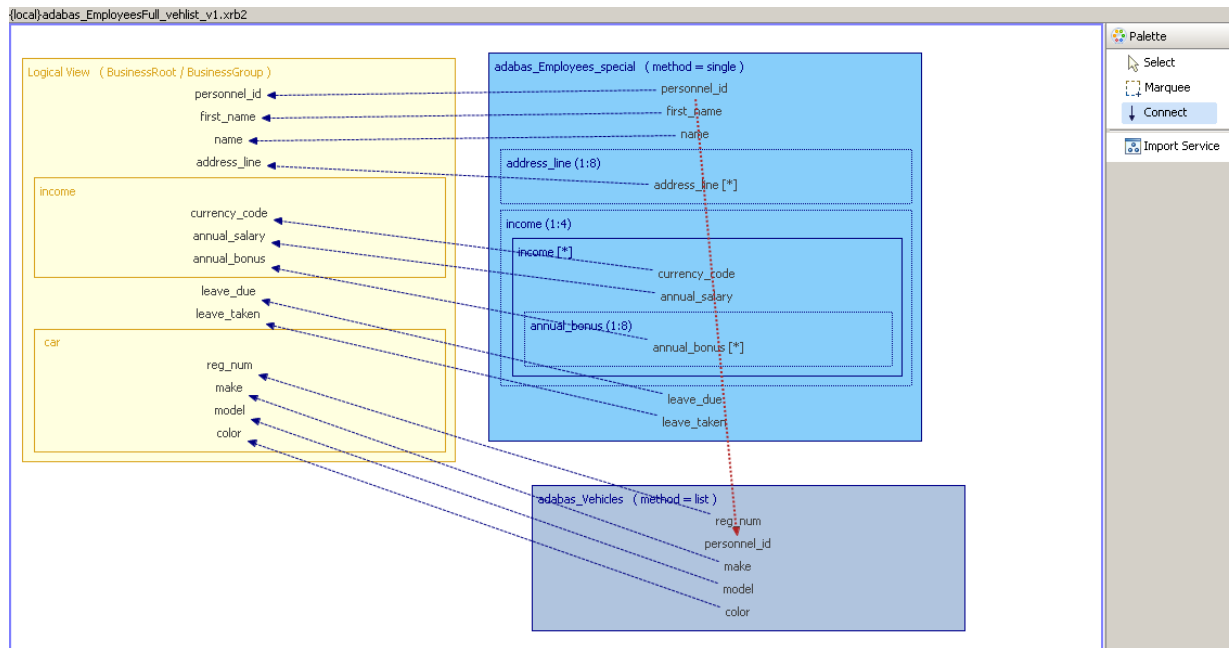 {local}adabas_EmployeesFull_vehlist_v1.xrb2
Logical View ( BusinessRoot / BusinessGroup )
personnel_id
first_name
name
address_line
income
currency_code
annual_salary
annual_bonus
leave_due
leave_taken
car
reg_num
make
model
color
adabas_Employees_special ( method = single )
personnel_id
first_name
name
address_line (1:8)
address_line [*]
income (1:4)
income [*]
currency_code
annual_salary
annual_bonus (1:8)
annual_bonus [*]
leave_due
leave_taken
adabas_Vehicles ( method = list )
reg_num
personnel_id
make
model
color
Palette
Select
Marquee
Connect
Import Service